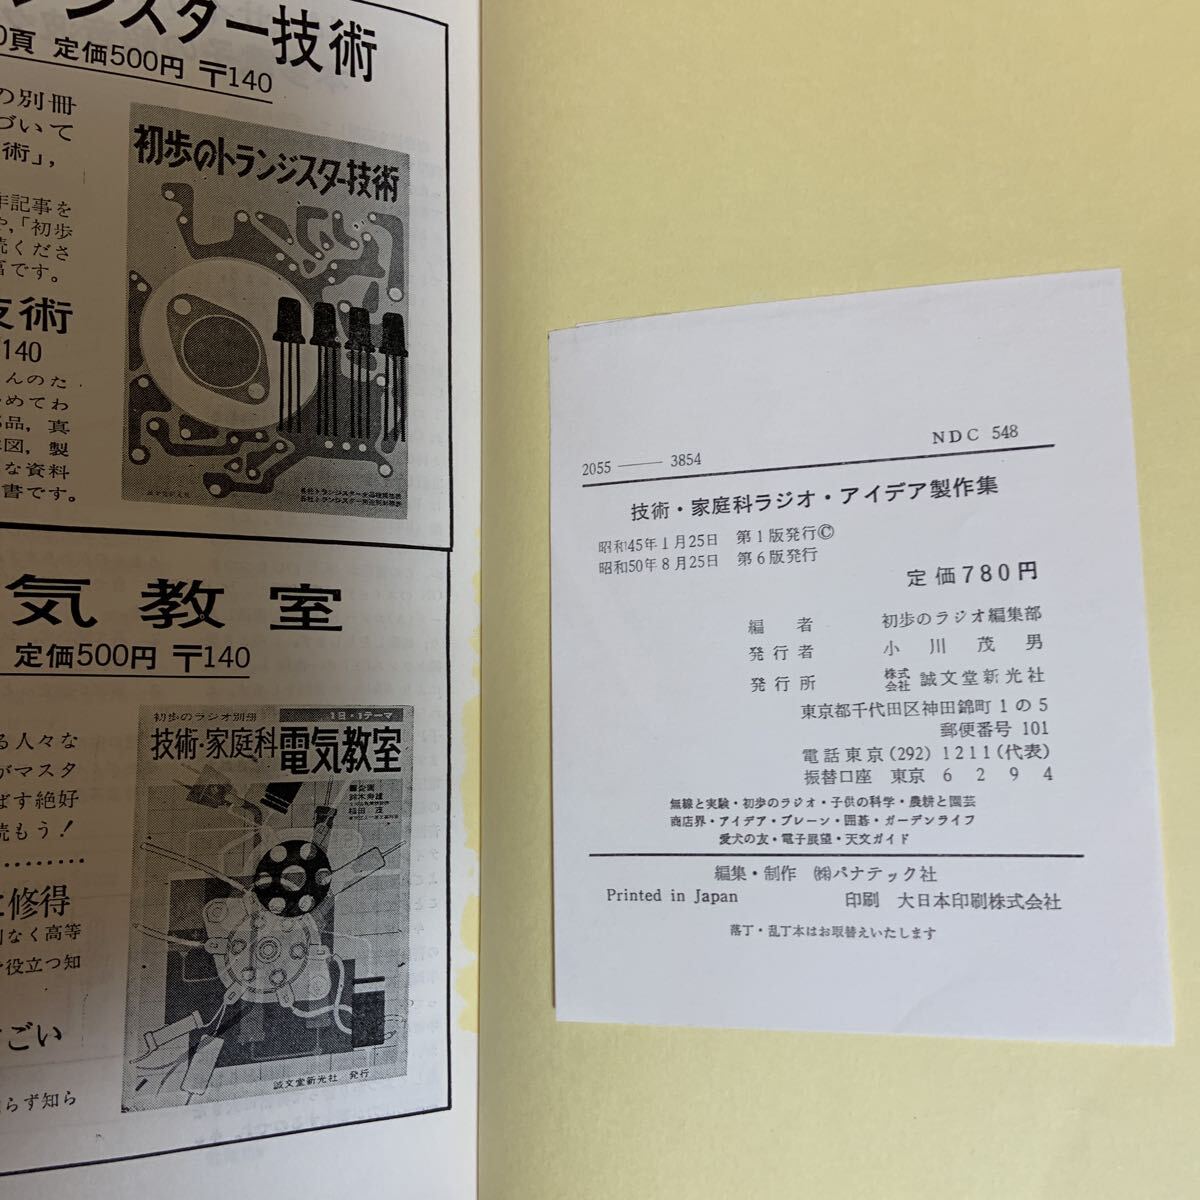 ンジスター技術
0頁 定価500円 〒140
の別冊
づいて
術」,
年記事を
や,「初歩
読くださ
富です。
技術
140
さんのた
とめてわ
部品, 真
図, 製
な資料
書です。
初歩のトランジスター技術
気教室
定価500円 〒140
る人々な
がマスタ
ばす絶好
読もう!
に修得
なく高等
役立つ知
ごい
らず知ら
初歩のラジオ別冊
1日・1テーマ
技術・家庭科 電気教室
■企画
鈴木寿雄
稲田 茂
誠文堂新光社 発行
2055 ── 3854
NDC 548
技術・家庭科ラジオ・アイデア製作集
昭和45年1月25日 第1版発行©
昭和50年8月25日 第6版発行
定価780円
編者 初歩のラジオ編集部
発行者 小川茂男
発行所 株式会社 誠文堂新光社
東京都千代田区神田錦町1の5
郵便番号 101
電話東京(292)1211(代表)
振替口座 東京 6294
無線と実験・初歩のラジオ・子供の科学・農耕と園芸
商店界・アイデア・ブレーン・囲碁・ガーデンライフ
愛犬の友・電子展望・天文ガイド
編集・制作 ㈱パナテック社
Printed in Japan 印刷 大日本印刷株式会社
落丁・乱丁本はお取替えいたします